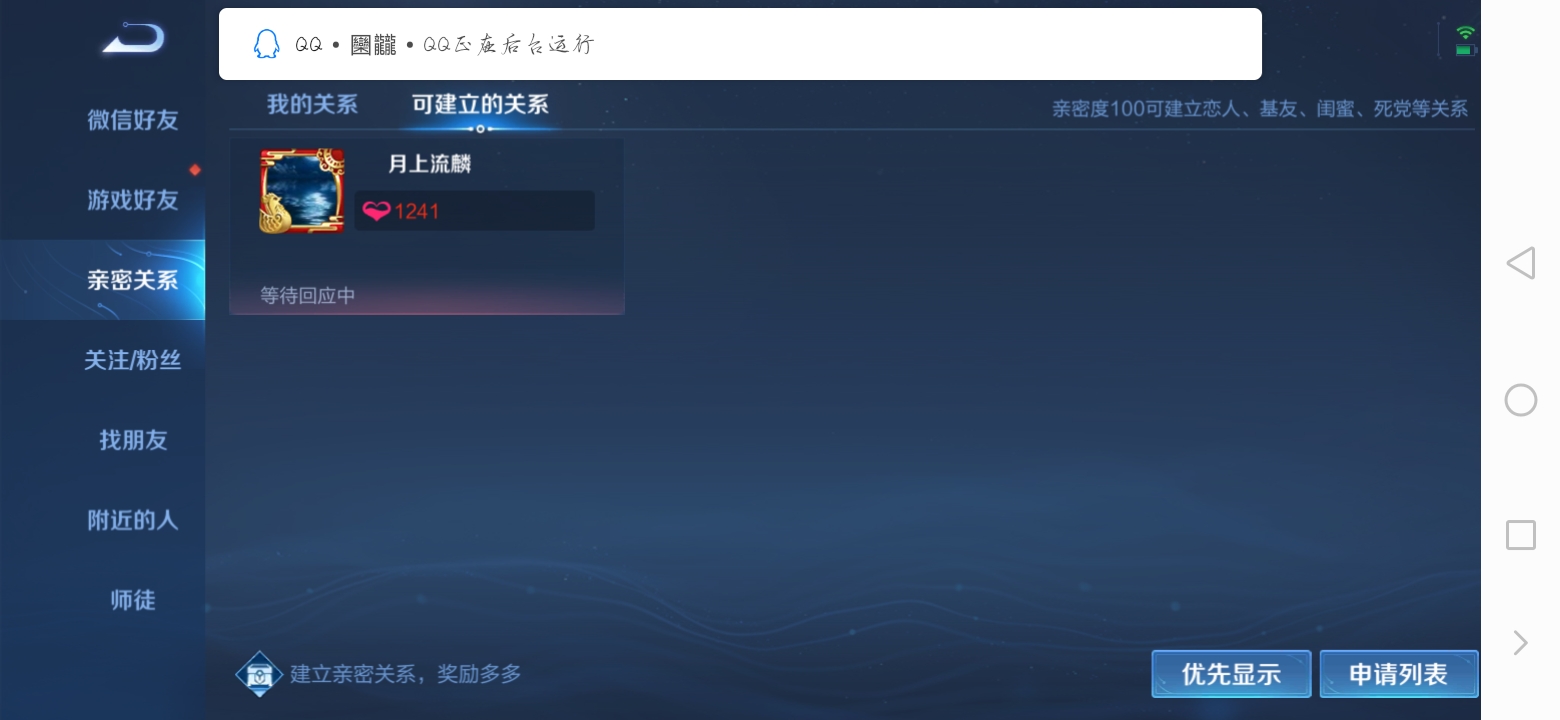 QQ • • QQ正在后台运行
微信好友
游戏好友
亲密关系
关注/粉丝
找朋友
附近的人
师徒
我的关系
可建立的关系
亲密度100可建立恋人、基友、闺蜜、死党等关系
月上流麟
1241
等待回应中
建立亲密关系，奖励多多
优先显示
申请列表